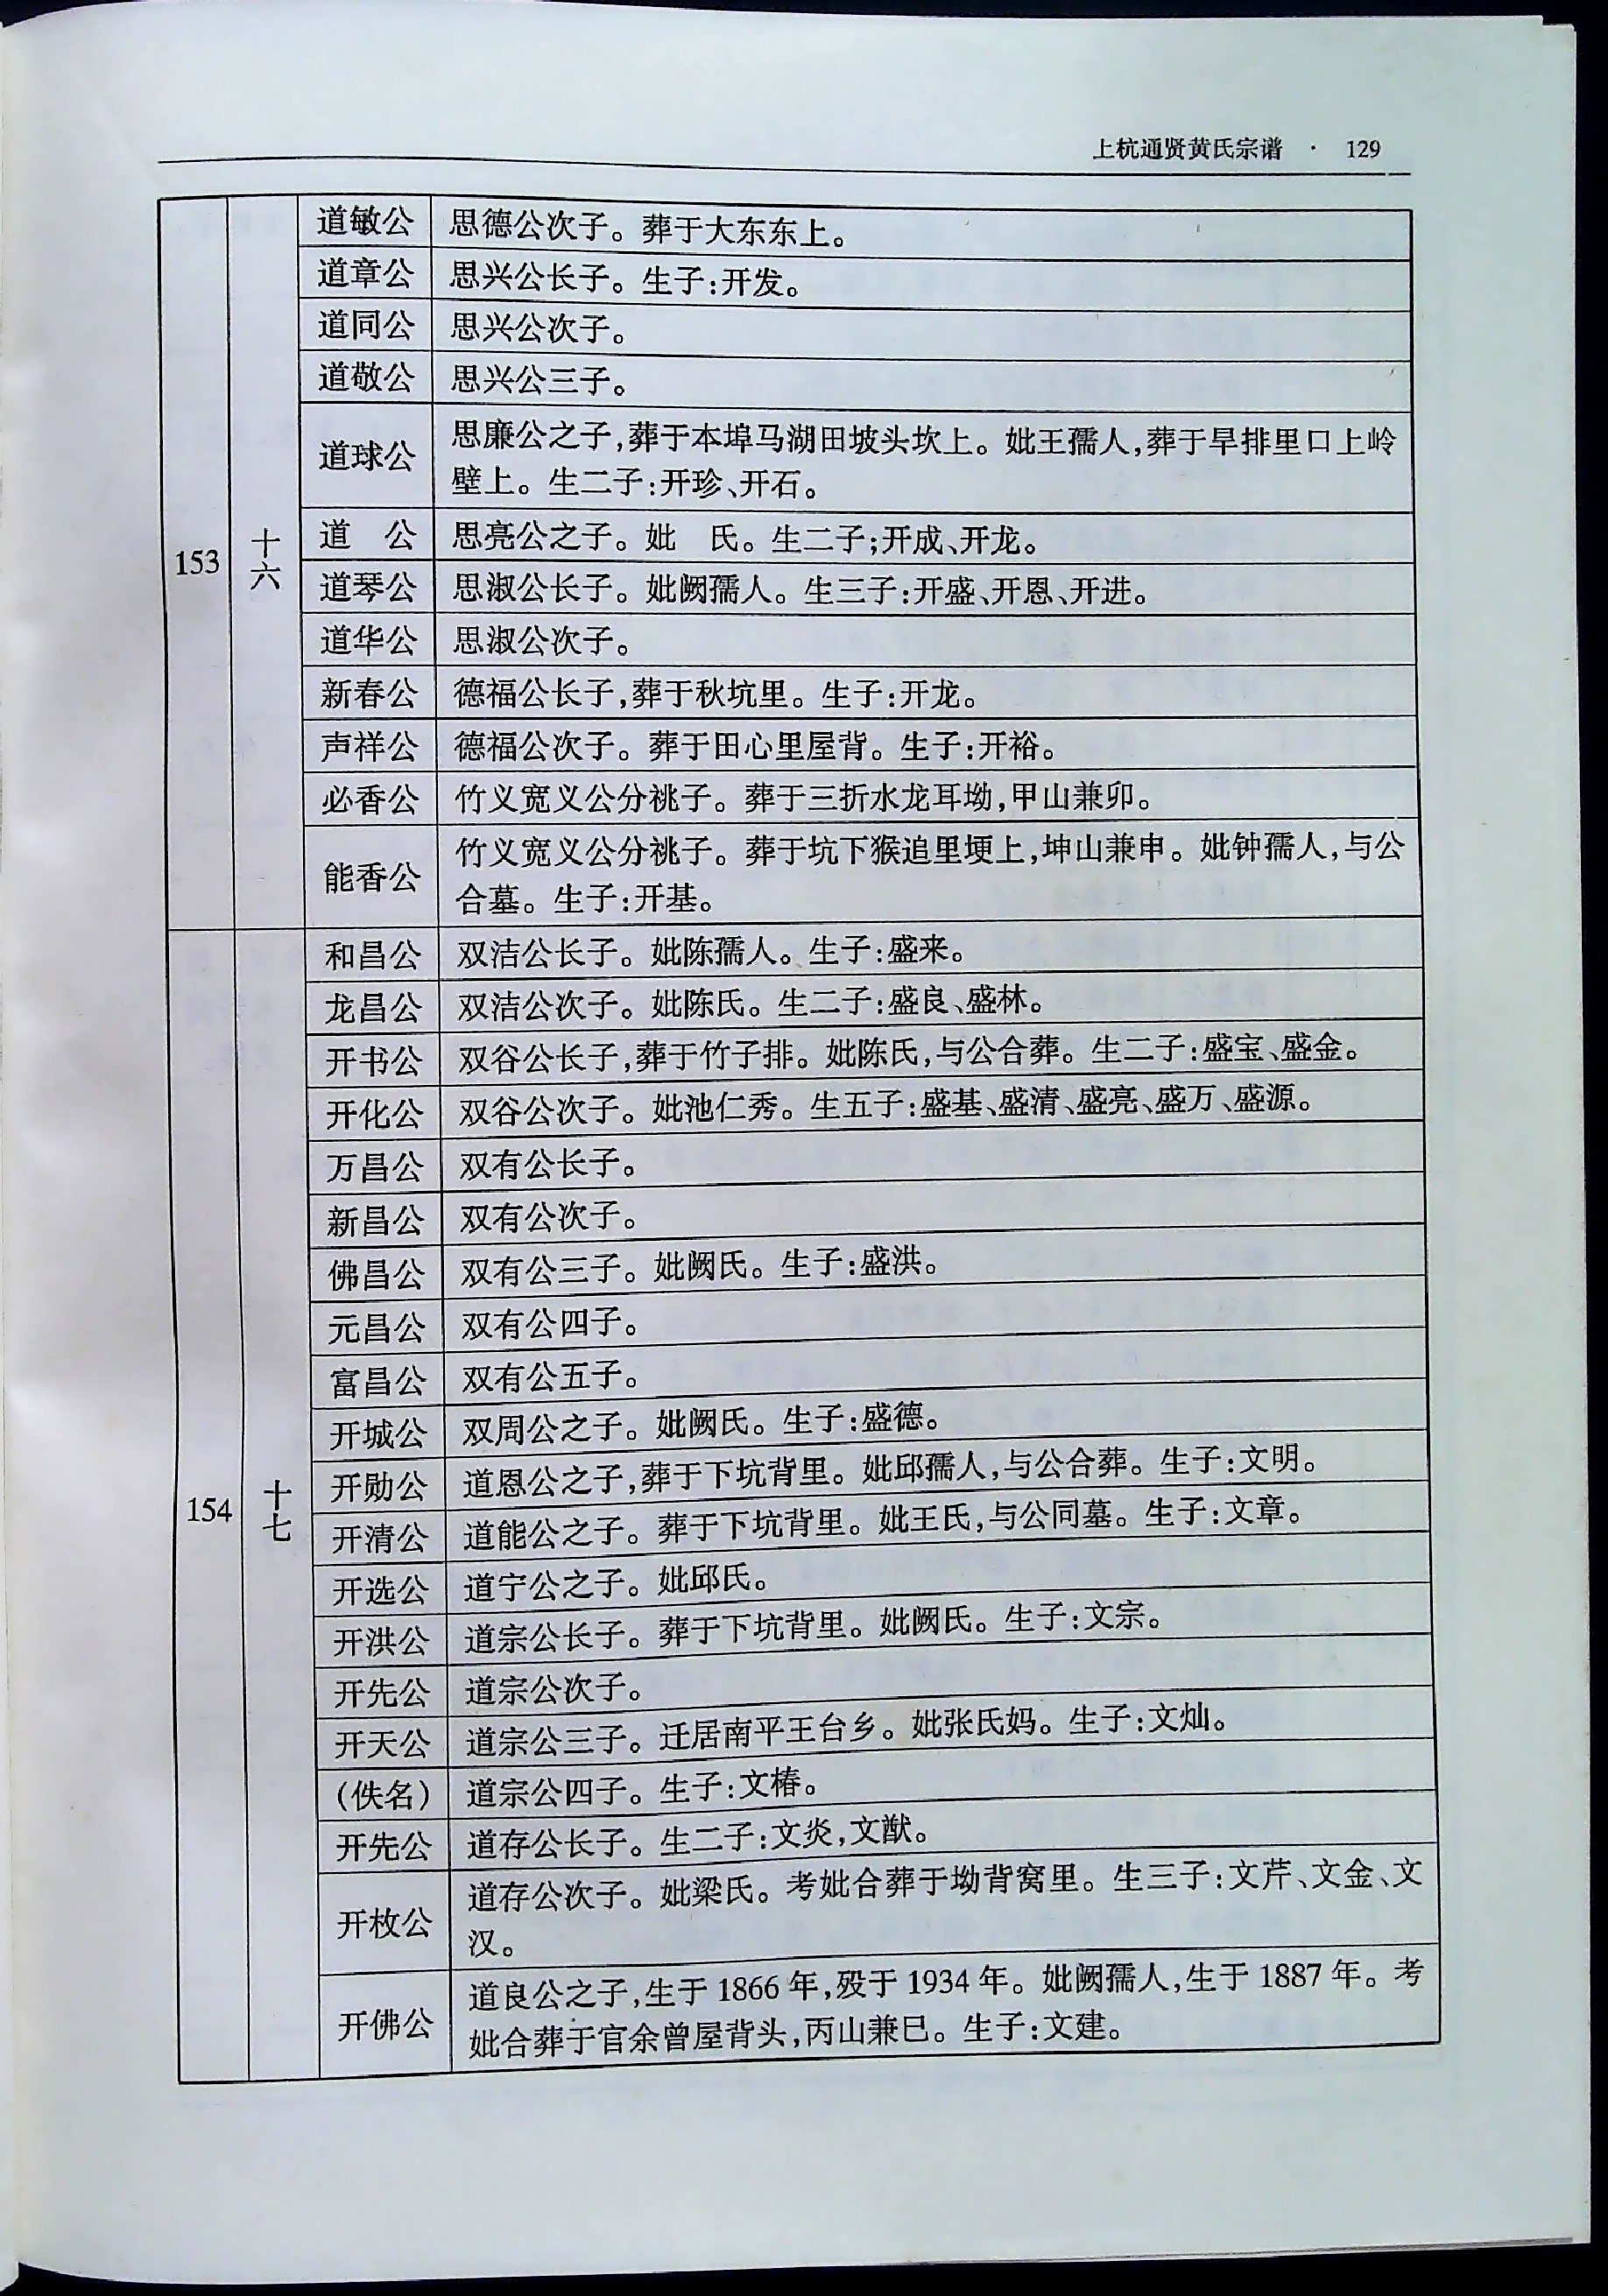 上杭通贤黄氏宗谱 · 129
153
十六
道敏公 思德公次子。葬于大东东上。
道章公 思兴公长子。生子:开发。
道同公 思兴公次子。
道敬公 思兴公三子。
道球公 思廉公之子,葬于本埠马湖田坡头坎上。妣王孺人,葬于旱排里口上岭
壁上。生二子:开珍、开石。
道　公 思亮公之子。妣　氏。生二子;开成、开龙。
道琴公 思淑公长子。妣阙孺人。生三子:开盛、开恩、开进。
道华公 思淑公次子。
新春公 德福公长子,葬于秋坑里。生子:开龙。
声祥公 德福公次子。葬于田心里屋背。生子:开裕。
必香公 竹义宽义公分祧子。葬于三折水龙耳坳,甲山兼卯。
能香公 竹义宽义公分祧子。葬于坑下猴追里埂上,坤山兼申。妣钟孺人,与公
合墓。生子:开基。
154
十七
和昌公 双洁公长子。妣陈孺人。生子:盛来。
龙昌公 双洁公次子。妣陈氏。生二子:盛良、盛林。
开书公 双谷公长子,葬于竹子排。妣陈氏,与公合葬。生二子:盛宝、盛金。
开化公 双谷公次子。妣池仁秀。生五子:盛基、盛清、盛亮、盛万、盛源。
万昌公 双有公长子。
新昌公 双有公次子。
佛昌公 双有公三子。妣阙氏。生子:盛洪。
元昌公 双有公四子。
富昌公 双有公五子。
开城公 双周公之子。妣阙氏。生子:盛德。
开勋公 道恩公之子,葬于下坑背里。妣邱孺人,与公合葬。生子:文明。
开清公 道能公之子。葬于下坑背里。妣王氏,与公同墓。生子:文章。
开选公 道宁公之子。妣邱氏。
开洪公 道宗公长子。葬于下坑背里。妣阙氏。生子:文宗。
开先公 道宗公次子。
开天公 道宗公三子。迁居南平王台乡。妣张氏妈。生子:文灿。
(佚名) 道宗公四子。生子:文椿。
开先公 道存公长子。生二子:文炎,文猷。
开枚公 道存公次子。妣梁氏。考妣合葬于坳背窝里。生三子:文芹、文金、文
汉。
开佛公 道良公之子,生于1866年,殁于1934年。妣阙孺人,生于1887年。考
妣合葬于官余曾屋背头,丙山兼巳。生子:文建。